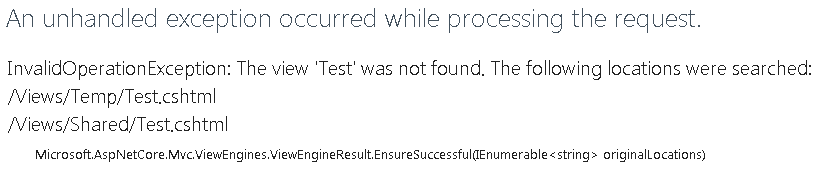 An unhandled exception occurred while processing the request.
InvalidOperationException: The view 'Test' was not found. The following locations were searched:
/Views/Temp/Test.cshtml
/Views/Shared/Test.cshtml
Microsoft.AspNetCore.Mvc.ViewEngines.ViewEngineResult.EnsureSuccessful(IEnumerable<string> originalLocations)